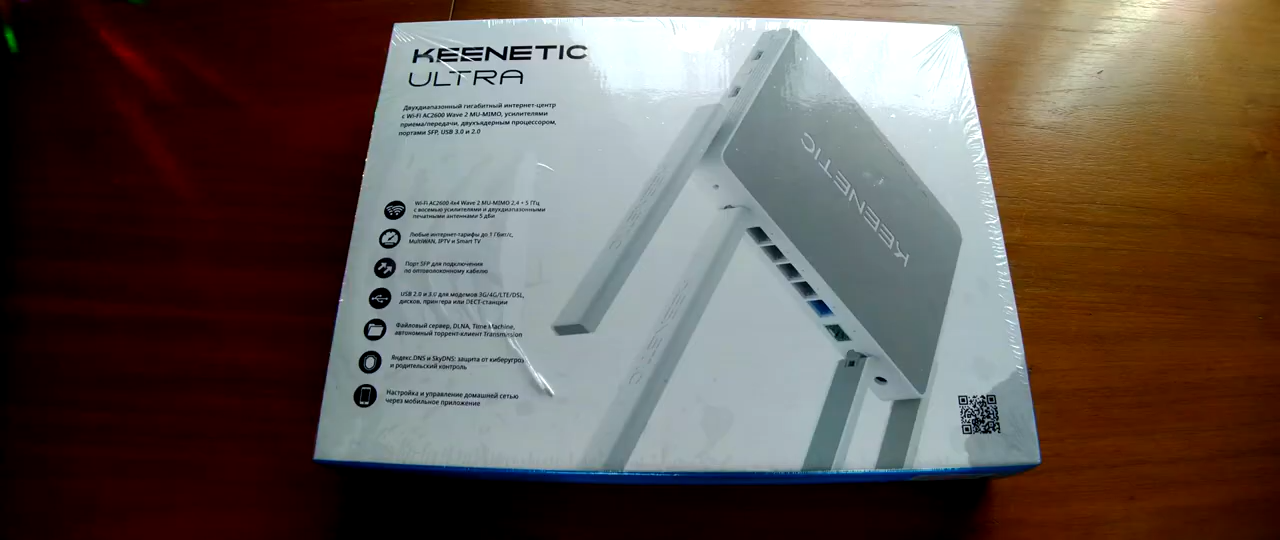 KEENETIC
ULTRA
Двухдиапазонный гигабитный интернет-центр
с Wi-Fi AC2600 Wave 2 MU-MIMO, усилителями
приема/передачи, двухъядерным процессором,
портами SFP, USB 3.0 и 2.0
Wi-Fi AC2600 4x4 Wave 2 MU-MIMO 2,4 + 5 ГГц
с восемью усилителями и двухдиапазонными
печатными антеннами 5 дБи
Любые интернет-тарифы до 1 Гбит/с,
MultiWAN, IPTV и Smart TV
Порт SFP для подключения
по оптоволоконному кабелю
USB 2.0 и 3.0 для модемов 3G/4G/LTE/DSL,
дисков, принтера или DECT-станции
Файловый сервер, DLNA, Time Machine,
автономный торрент-клиент Transmission
Яндекс.DNS и SkyDNS: защита от киберугроз
и родительский контроль
Настройка и управление домашней сетью
через мобильное приложение
KEENETIC
KEENETIC